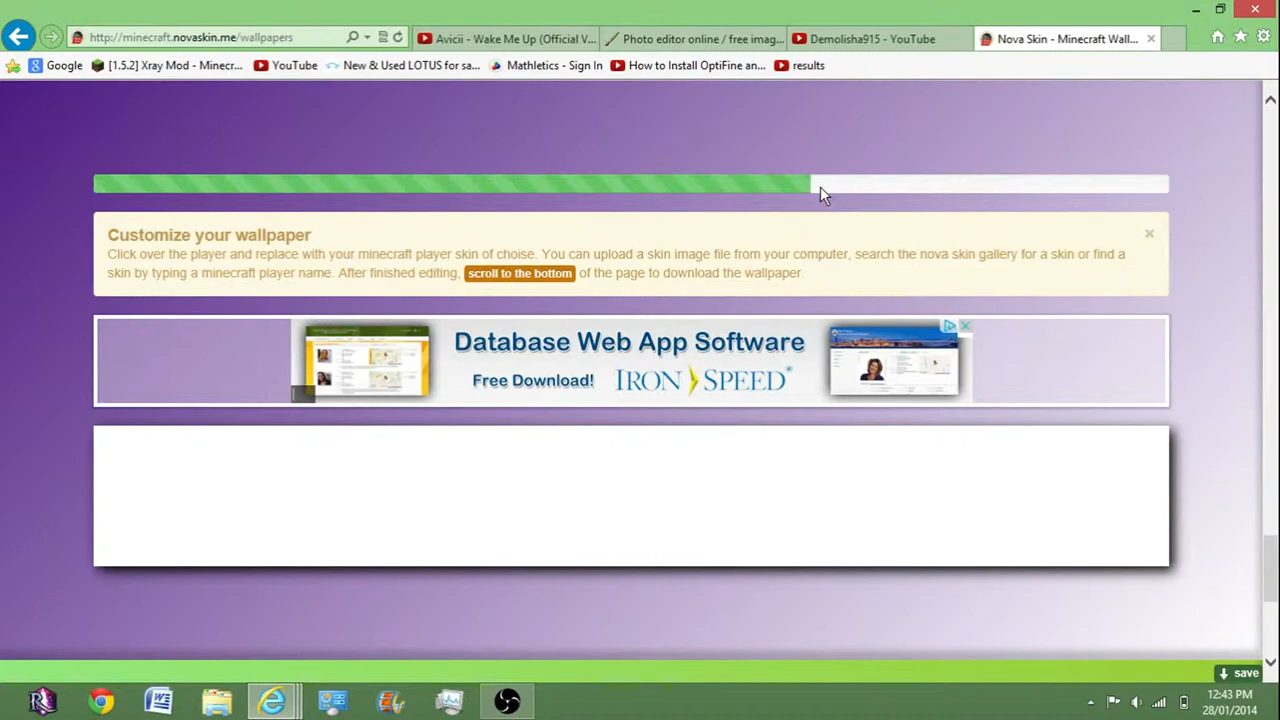 http://minecraft.novaskin.me/wallpapers
Avicii - Wake Me Up (Official V...
Photo editor online / free imag...
Demolisha915 - YouTube
Nova Skin - Minecraft Wall...
Google
[1.5.2] Xray Mod - Minecr...
YouTube
New & Used LOTUS for sa...
Mathletics - Sign In
How to Install OptiFine an...
results
Customize your wallpaper
Click over the player and replace with your minecraft player skin of choise. You can upload a skin image file from your computer, search the nova skin gallery for a skin or find a
skin by typing a minecraft player name. After finished editing, scroll to the bottom of the page to download the wallpaper.
Database Web App Software
Free Download! IRON SPEED®
save
12:43 PM
28/01/2014